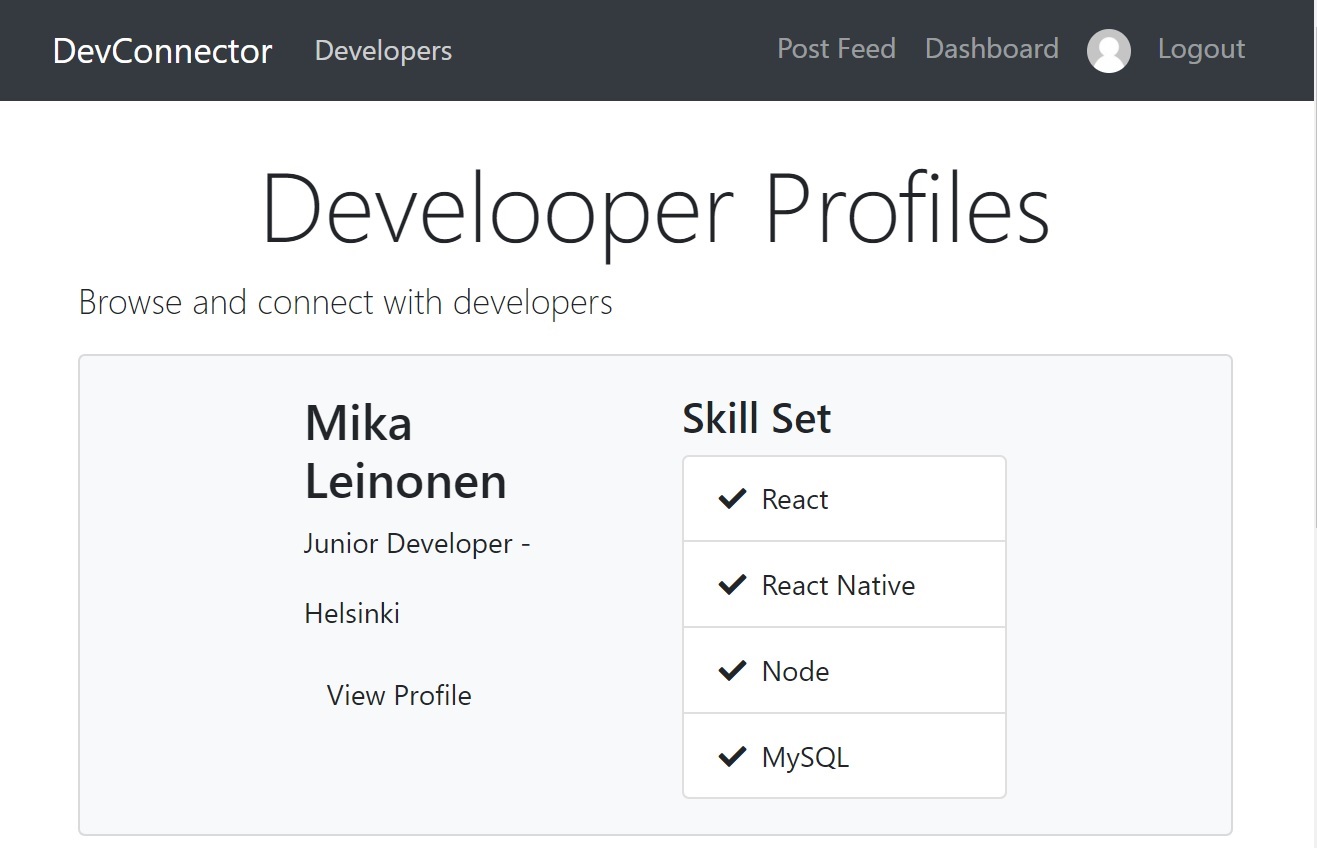 DevConnector Developers Post Feed Dashboard Logout
Develooper Profiles
Browse and connect with developers
Mika
Leinonen
Junior Developer -
Helsinki
View Profile
Skill Set
React
React Native
Node
MySQL